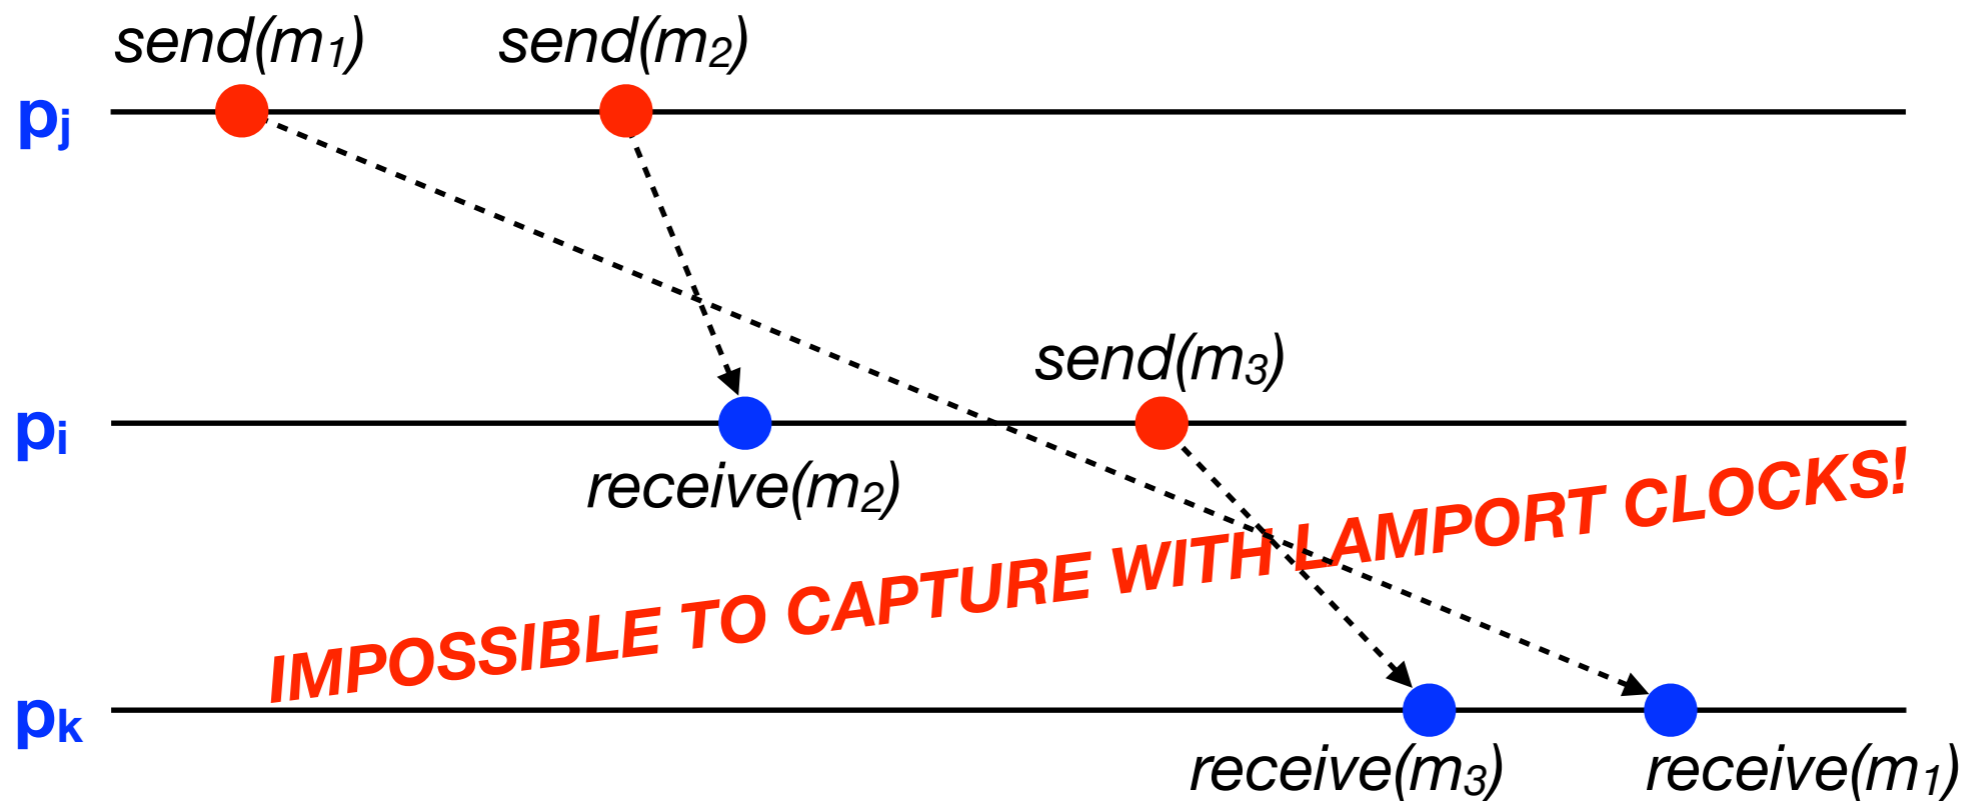 send(m₁) send(m₂)
pⱼ
send(m₃)
pᵢ
receive(m₂)
IMPOSSIBLE TO CAPTURE WITH LAMPORT CLOCKS!
pₖ
receive(m₃) receive(m₁)